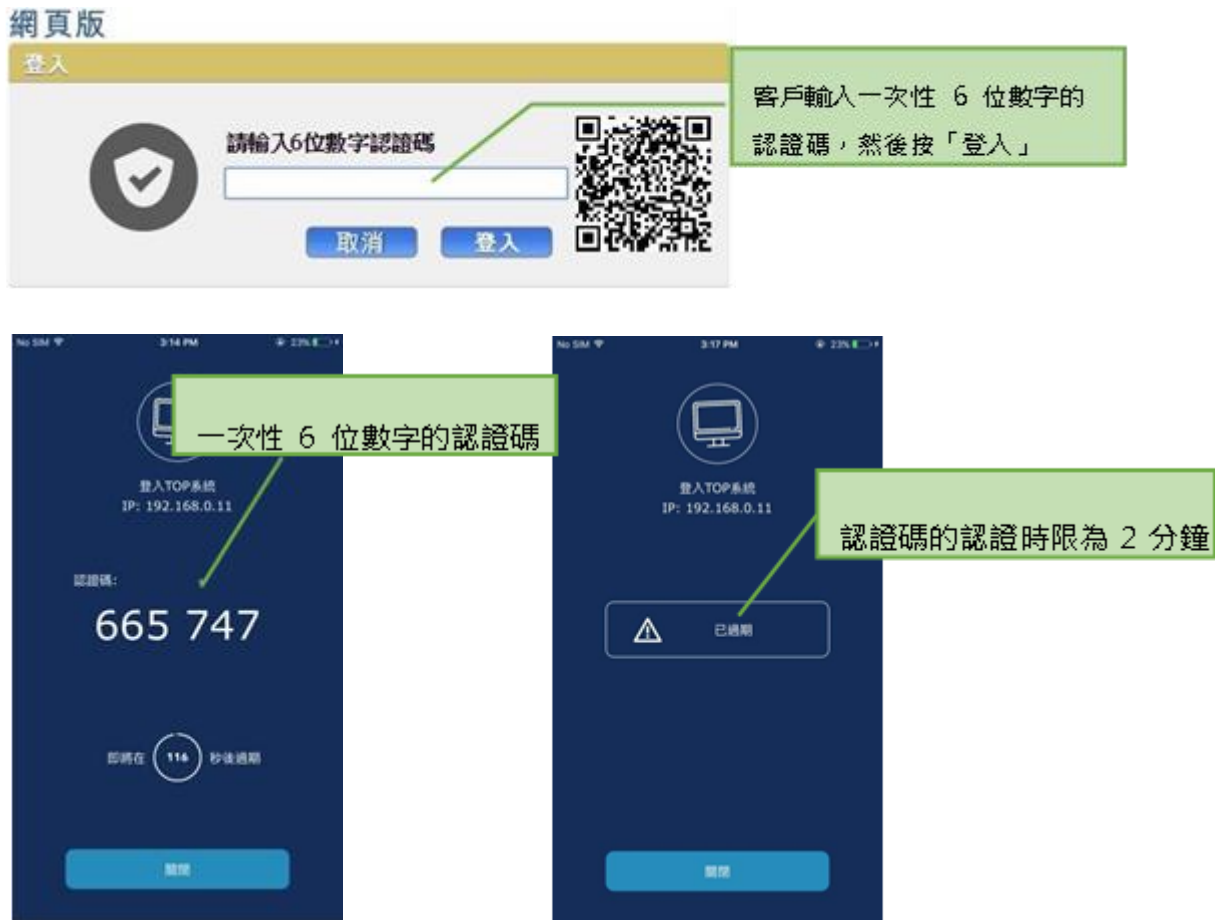 網頁版
登入
請輸入6位數字認證碼
取消
登入
客戶輸入一次性 6 位數字的
認證碼，然後按「登入」
No SIM 3:14 PM 23%
一次性 6 位數字的認證碼
登入TOP系統
IP: 192.168.0.11
認證碼:
665 747
即將在 116 秒後過期
關閉
No SIM 3:17 PM 23%
登入TOP系統
IP: 192.168.0.11
認證碼的認證時限為 2 分鐘
已過期
關閉